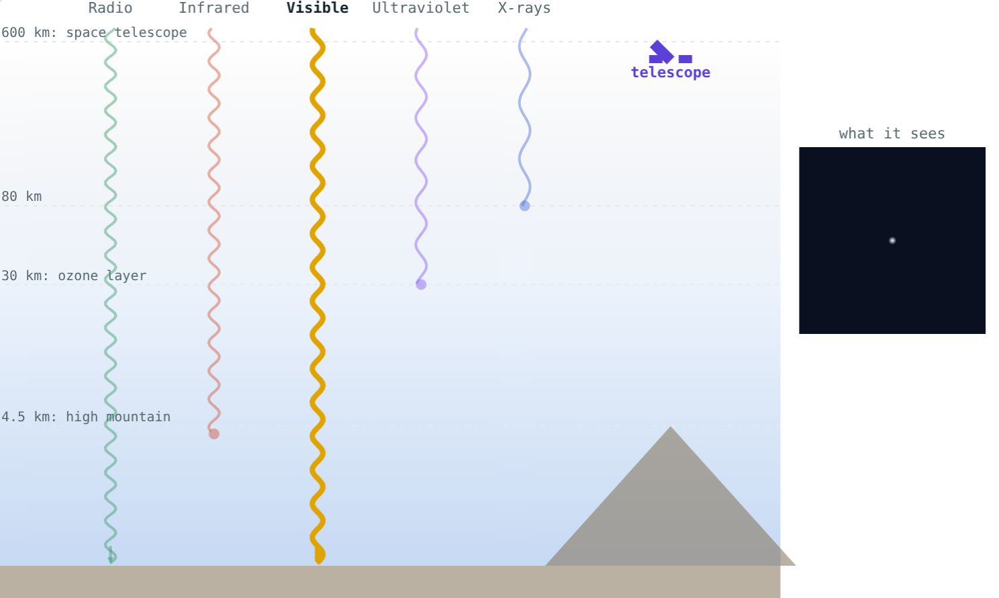 Radio Infrared Visible Ultraviolet X-rays
600 km: space telescope
telescope
what it sees
80 km
30 km: ozone layer
4.5 km: high mountain